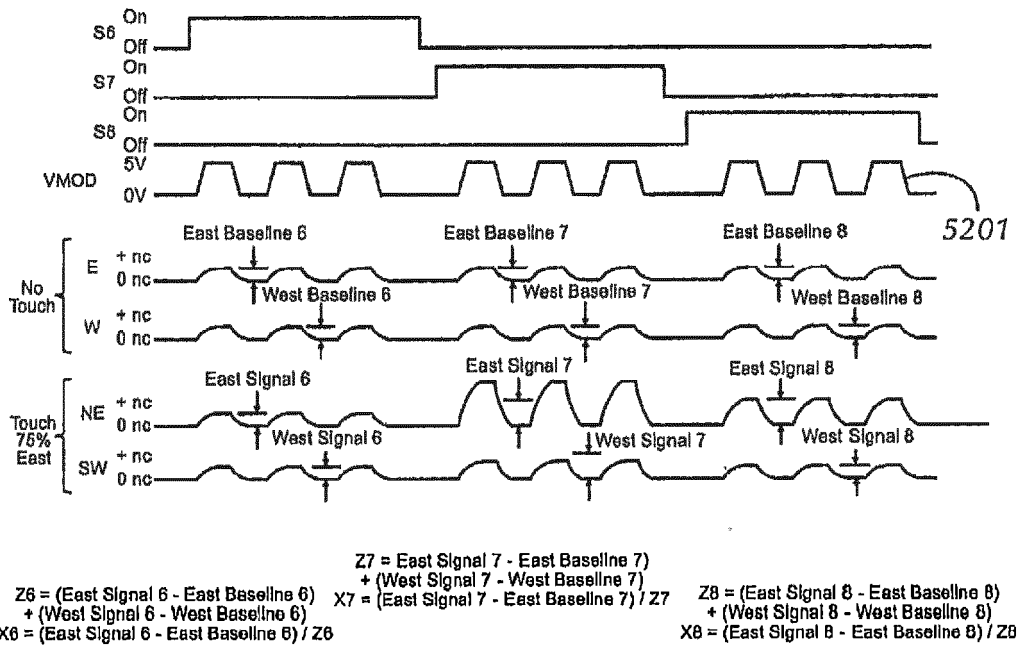 S6 On
Off
S7 On
Off
S8 On
Off
VMOD 5V
0V
5201
East Baseline 6 East Baseline 7 East Baseline 8
No Touch
E + nc
0 nc
West Baseline 6 West Baseline 7 West Baseline 8
W + nc
0 nc
East Signal 6 East Signal 7 East Signal 8
Touch 75% East
NE + nc
0 nc
West Signal 6 West Signal 7 West Signal 8
SW + nc
0 nc
Z6 = (East Signal 6 - East Baseline 6)
+ (West Signal 6 - West Baseline 6)
X6 = (East Signal 6 - East Baseline 6) / Z6
Z7 = East Signal 7 - East Baseline 7)
+ (West Signal 7 - West Baseline 7)
X7 = (East Signal 7 - East Baseline 7) / Z7
Z8 = (East Signal 8 - East Baseline 8)
+ (West Signal 8 - West Baseline 8)
X8 = (East Signal 8 - East Baseline 8) / Z8